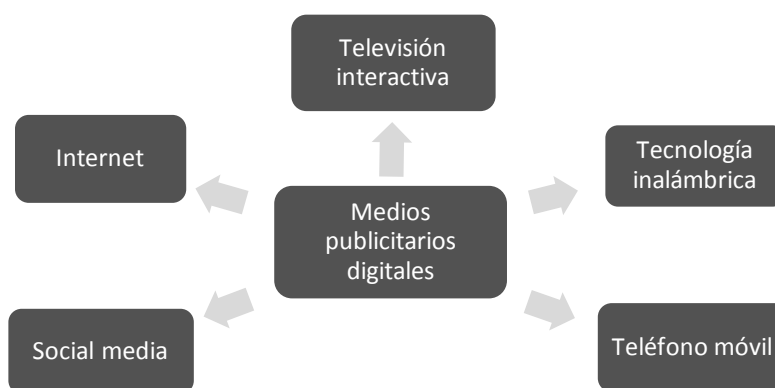 Televisión
interactiva
Internet
Tecnología
inalámbrica
Medios
publicitarios
digitales
Social media
Teléfono móvil